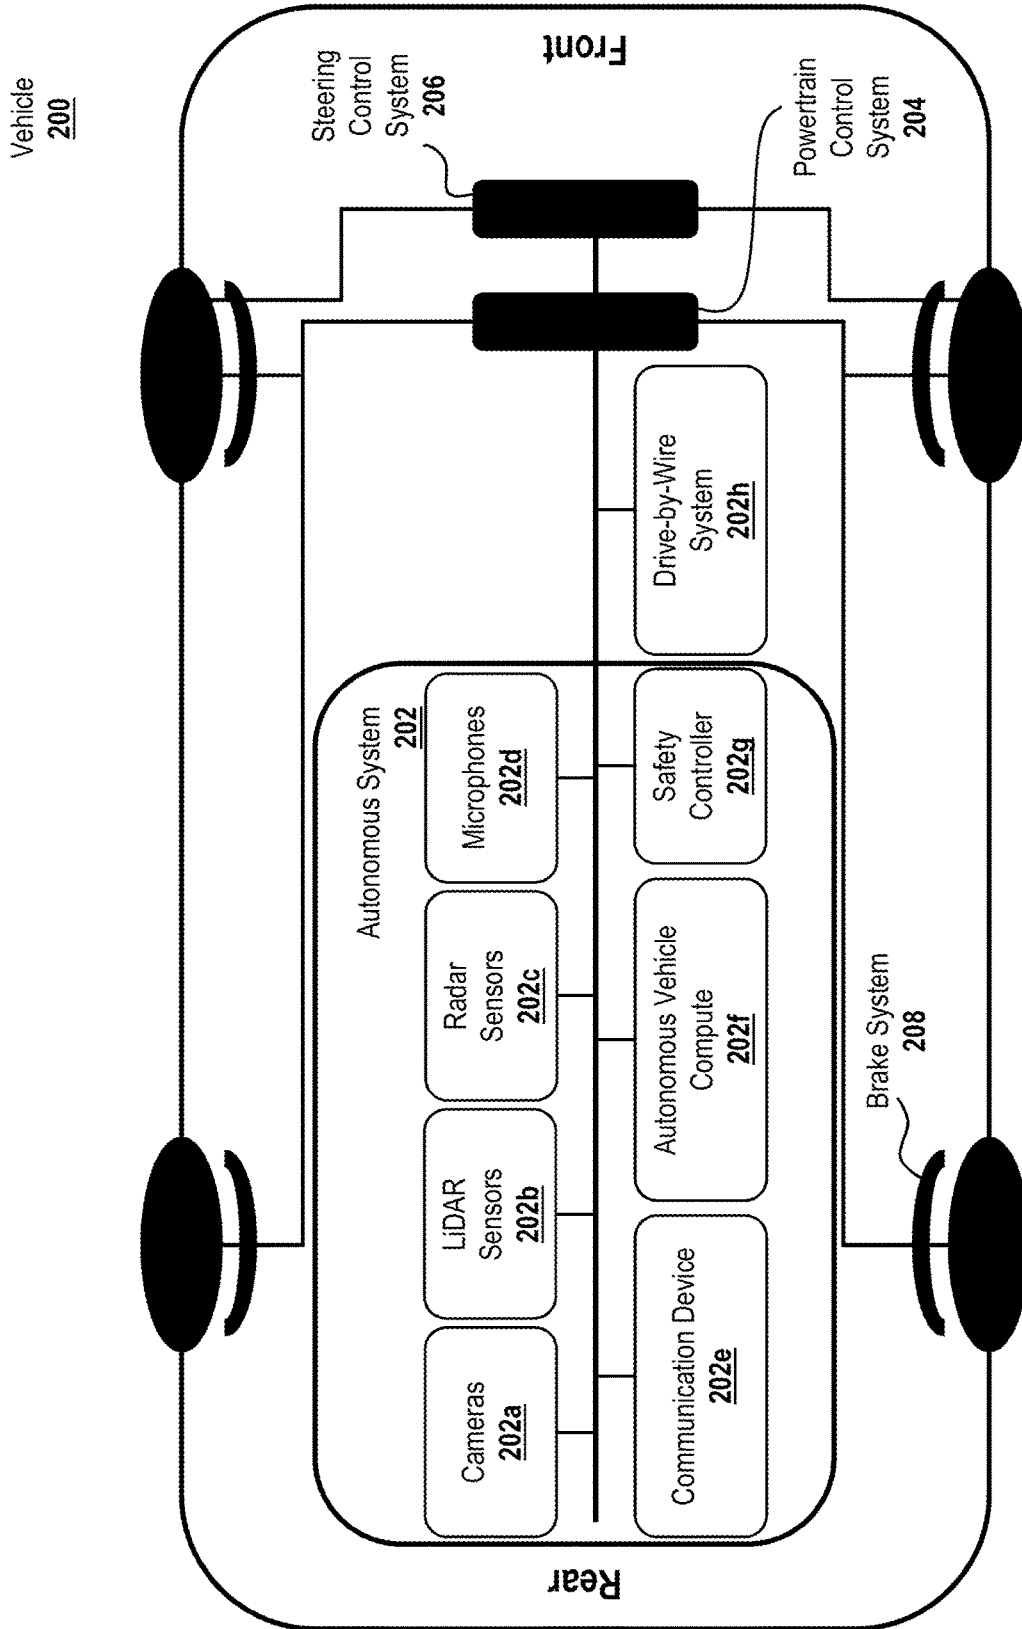 Vehicle
200
Front
Steering
Control
System
206
Powertrain
Control
System
204
Autonomous System
202
Cameras
202a
LiDAR
Sensors
202b
Radar
Sensors
202c
Microphones
202d
Communication Device
202e
Autonomous Vehicle
Compute
202f
Safety
Controller
202g
Drive-by-Wire
System
202h
Brake System
208
Rear